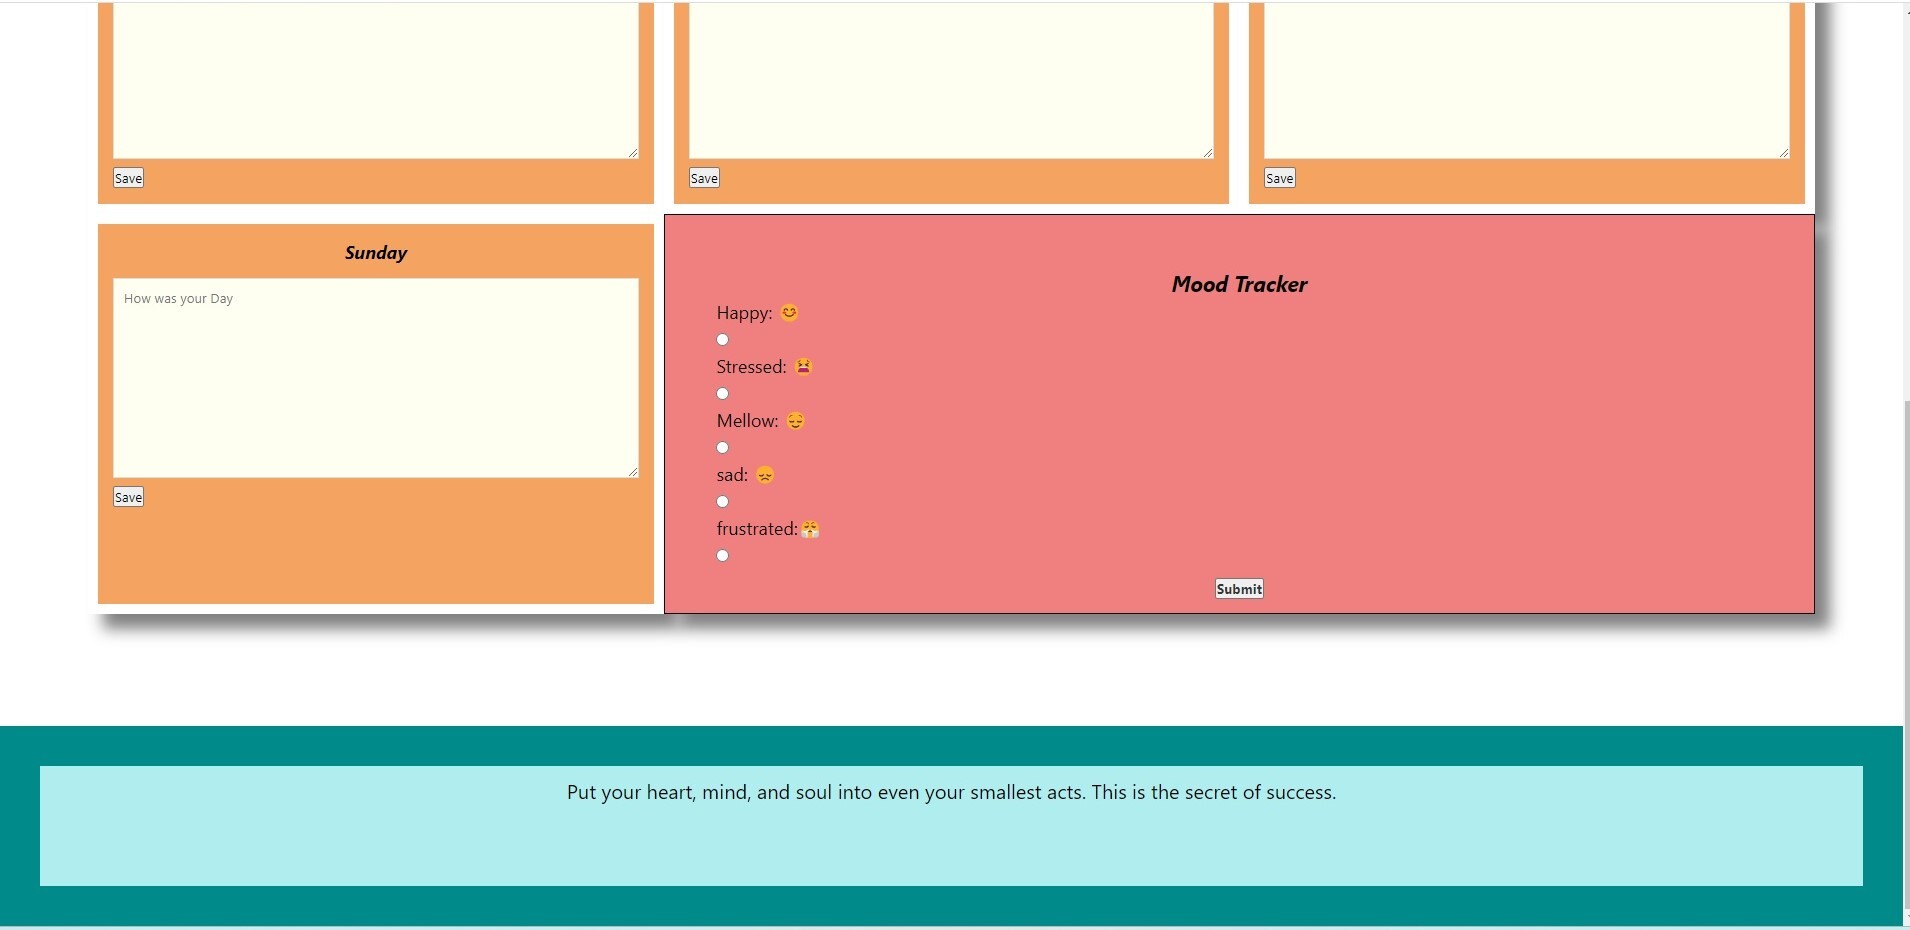 Save Save Save
Sunday
How was your Day
Save
Mood Tracker
Happy: 😊
Stressed: 😫
Mellow: 😌
sad: 😞
frustrated:😤
Submit
Put your heart, mind, and soul into even your smallest acts. This is the secret of success.